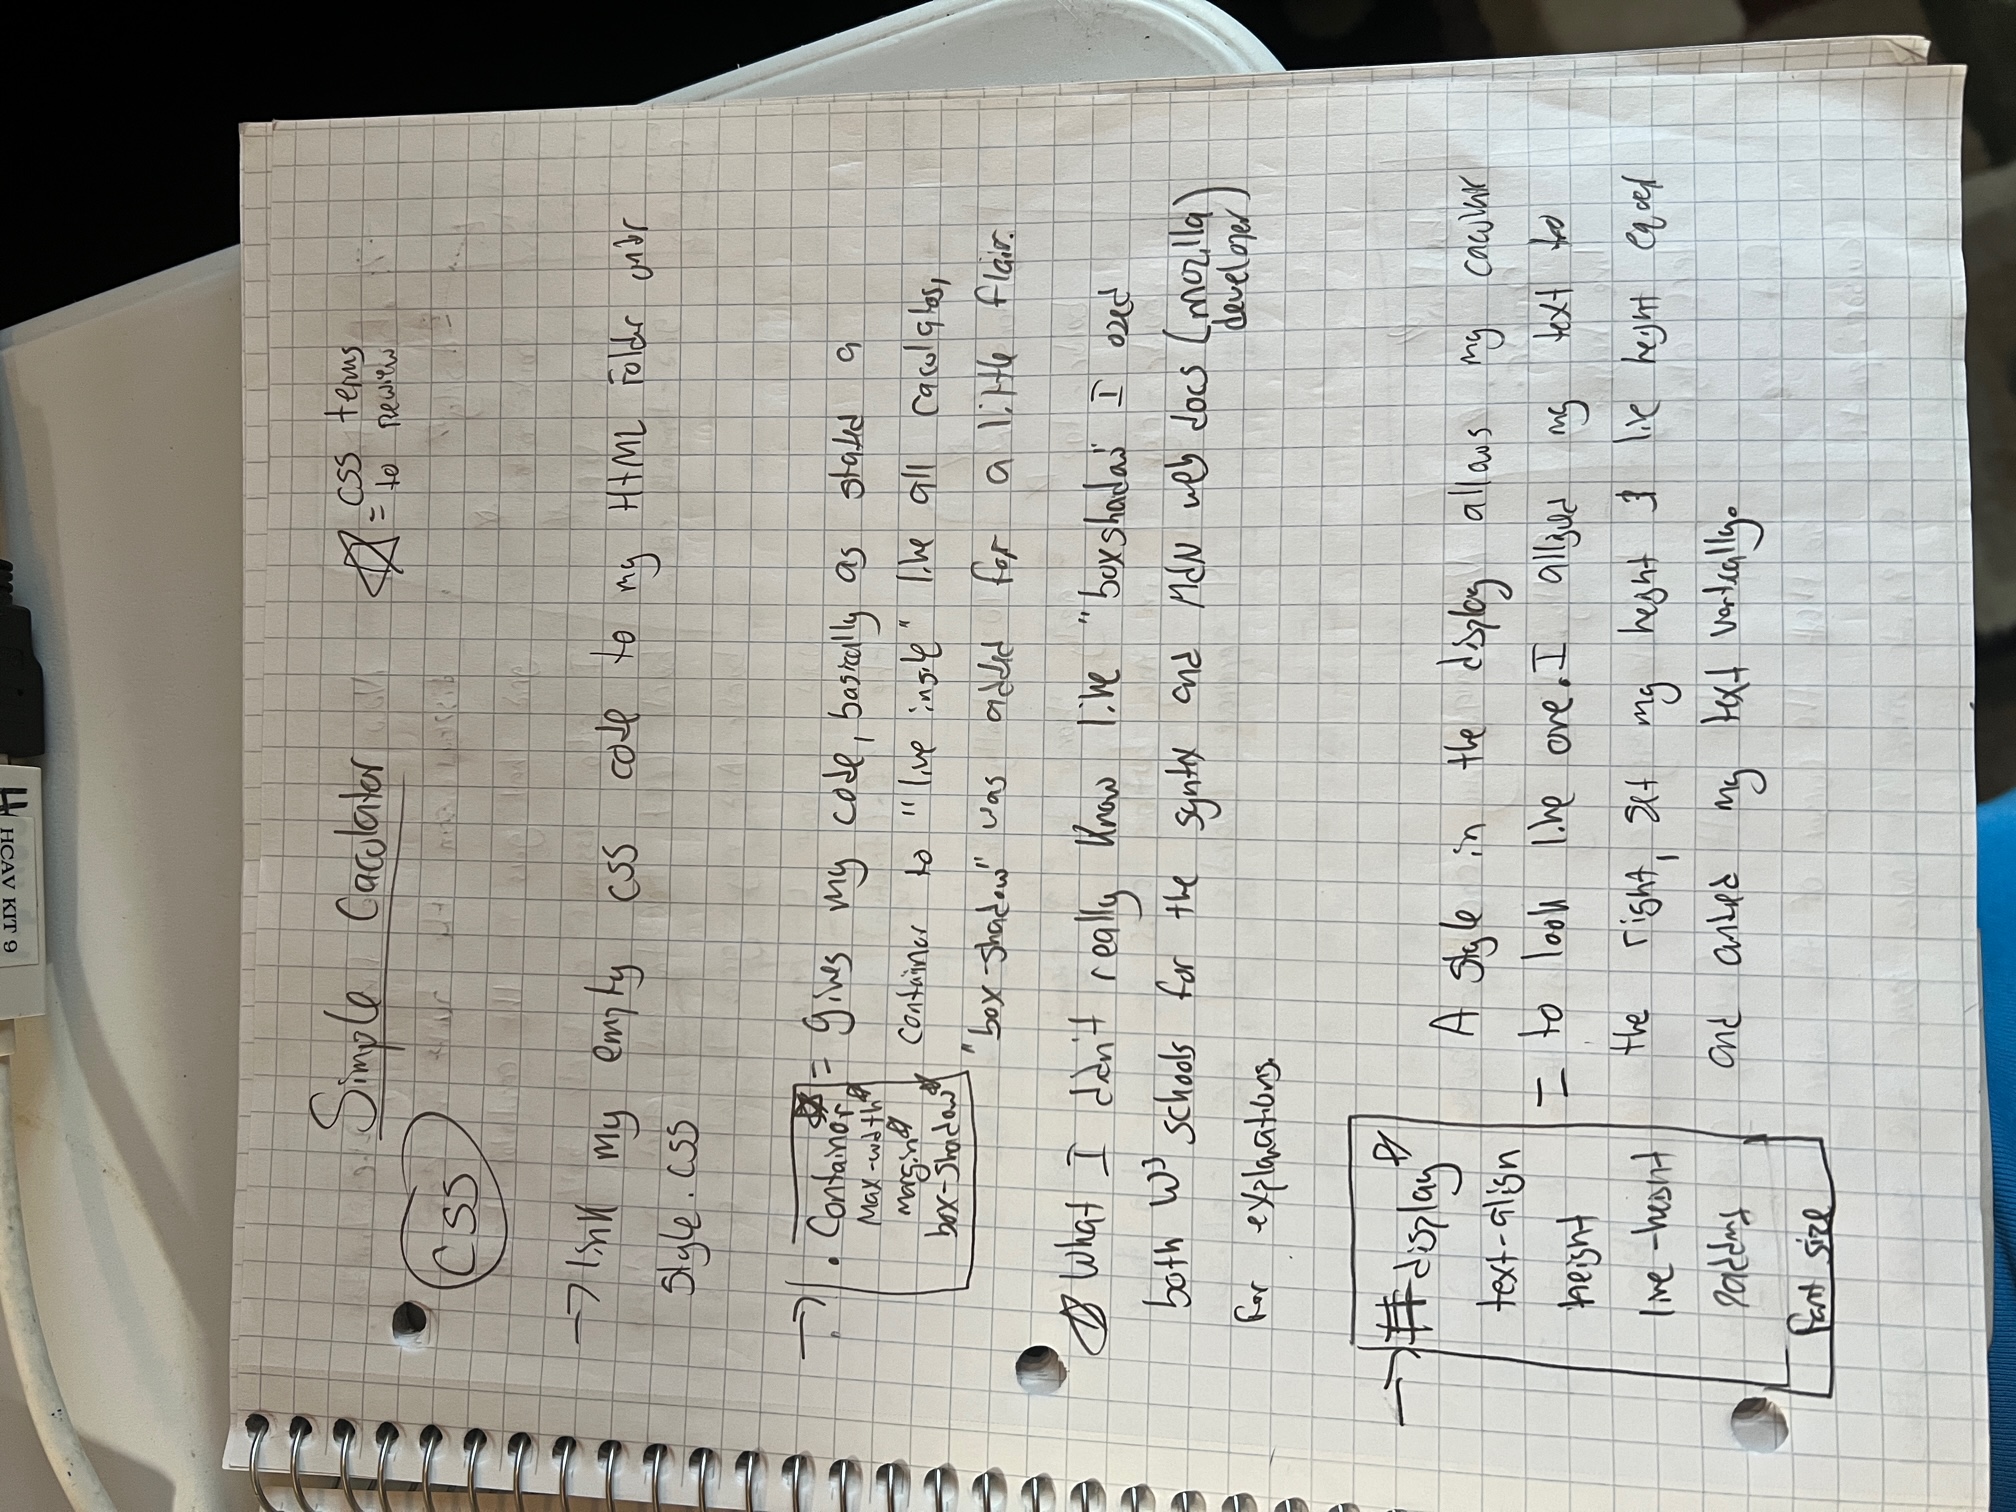 HCAV KIT 9
Simple Caculator
☆ = CSS terms
to review
CSS
→ link my empty CSS code to my HTML Folder undr
style.css
→ . Container☆ = gives my code, basically as stated a
Max-width☆
margin☆
container to "live inside" like all caculators,
box-shadow☆
"box-shadow" was added for a little flair.
☆ What I didn't really know like "boxshadow" I used
both W3 schools for the syntax and MdN web docs (mozilla
developer)
for explanations.
→ # display☆
A style in the display allows my caculatr
text-align
= to look like one. I aligned my text to
height
the right, set my height & line height equal
line-height
and centered my text vertically.
padding
font size